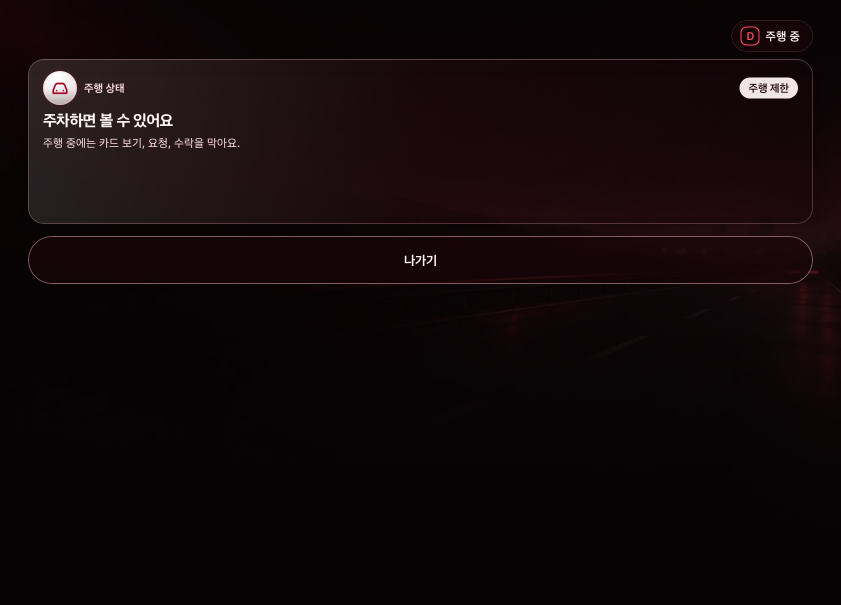 D 주행 중
주행 상태
주행 제한
주차하면 볼 수 있어요
주행 중에는 카드 보기, 요청, 수락을 막아요.
나가기